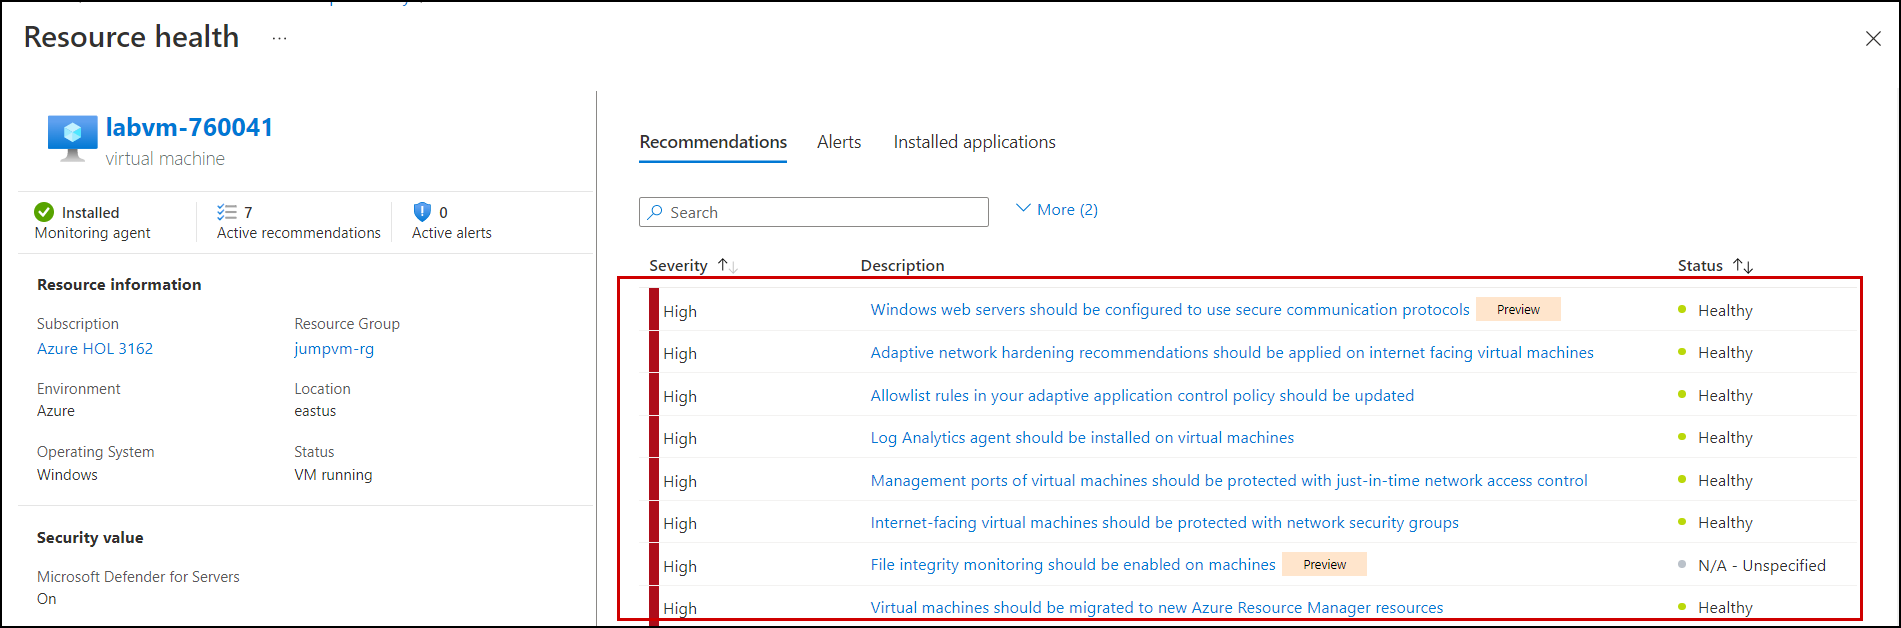 Resource health ...
labvm-760041
virtual machine
Installed
Monitoring agent
7
Active recommendations
0
Active alerts
Resource information
Subscription
Azure HOL 3162
Resource Group
jumpvm-rg
Environment
Azure
Location
eastus
Operating System
Windows
Status
VM running
Security value
Microsoft Defender for Servers
On
Recommendations Alerts Installed applications
Search
More (2)
Severity Description Status
High Windows web servers should be configured to use secure communication protocols Preview Healthy
High Adaptive network hardening recommendations should be applied on internet facing virtual machines Healthy
High Allowlist rules in your adaptive application control policy should be updated Healthy
High Log Analytics agent should be installed on virtual machines Healthy
High Management ports of virtual machines should be protected with just-in-time network access control Healthy
High Internet-facing virtual machines should be protected with network security groups Healthy
High File integrity monitoring should be enabled on machines Preview N/A - Unspecified
High Virtual machines should be migrated to new Azure Resource Manager resources Healthy